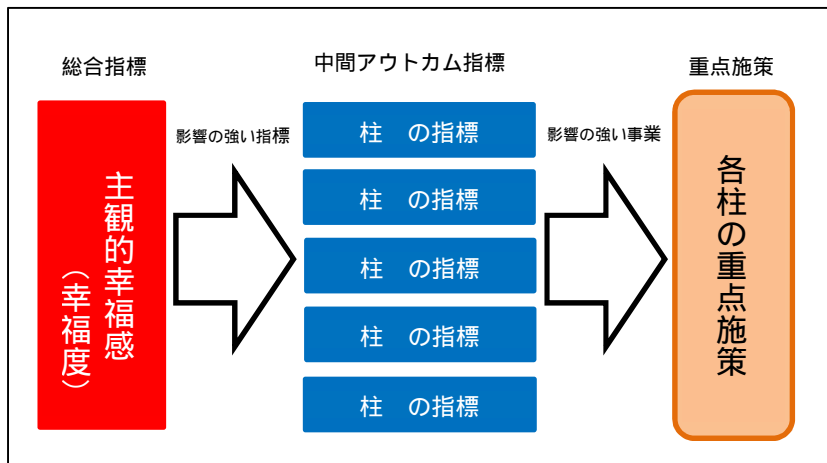 総合指標
中間アウトカム指標
重点施策
主観的幸福感
（幸福度）
影響の強い指標
柱　の指標
柱　の指標
柱　の指標
柱　の指標
柱　の指標
影響の強い事業
各柱の重点施策